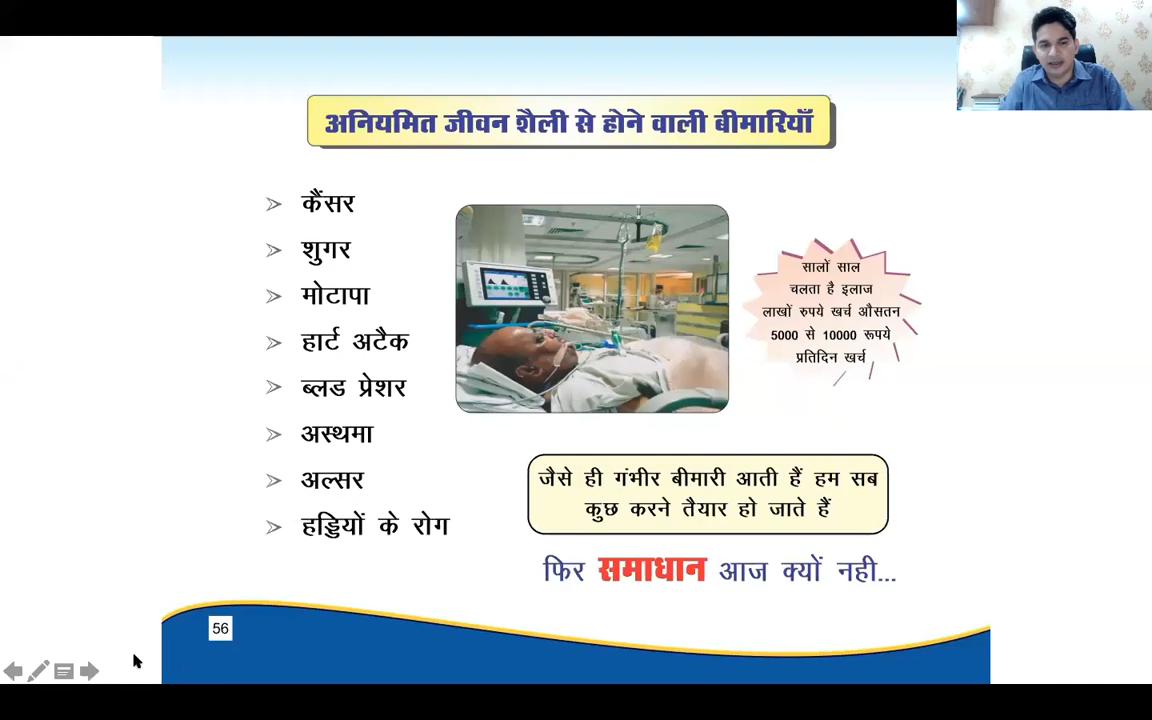 अनियमित जीवन शैली से होने वाली बीमारियाँ
कैंसर
शुगर
मोटापा
हार्ट अटैक
ब्लड प्रेशर
अस्थमा
अल्सर
हड्डियों के रोग
सालों साल
चलता है इलाज
लाखों रुपये खर्च औसतन
5000 से 10000 रूपये
प्रतिदिन खर्च
जैसे ही गंभीर बीमारी आती हैं हम सब
कुछ करने तैयार हो जाते हैं
फिर समाधान आज क्यों नही...
56